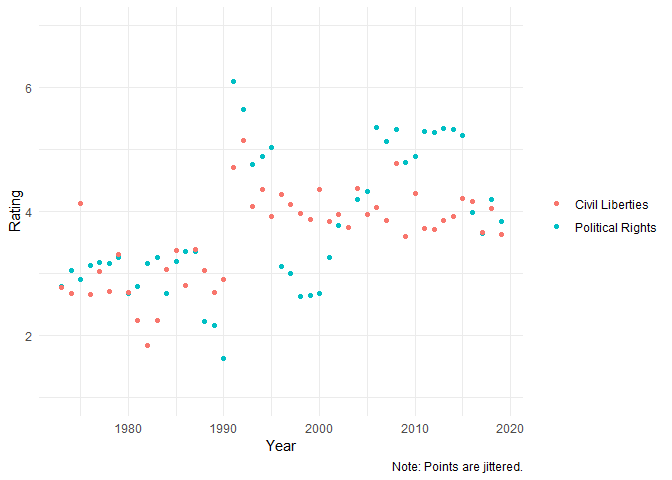 Rating
6
4
2
1980 1990 2000 2010 2020
Year
Civil Liberties
Political Rights
Note: Points are jittered.